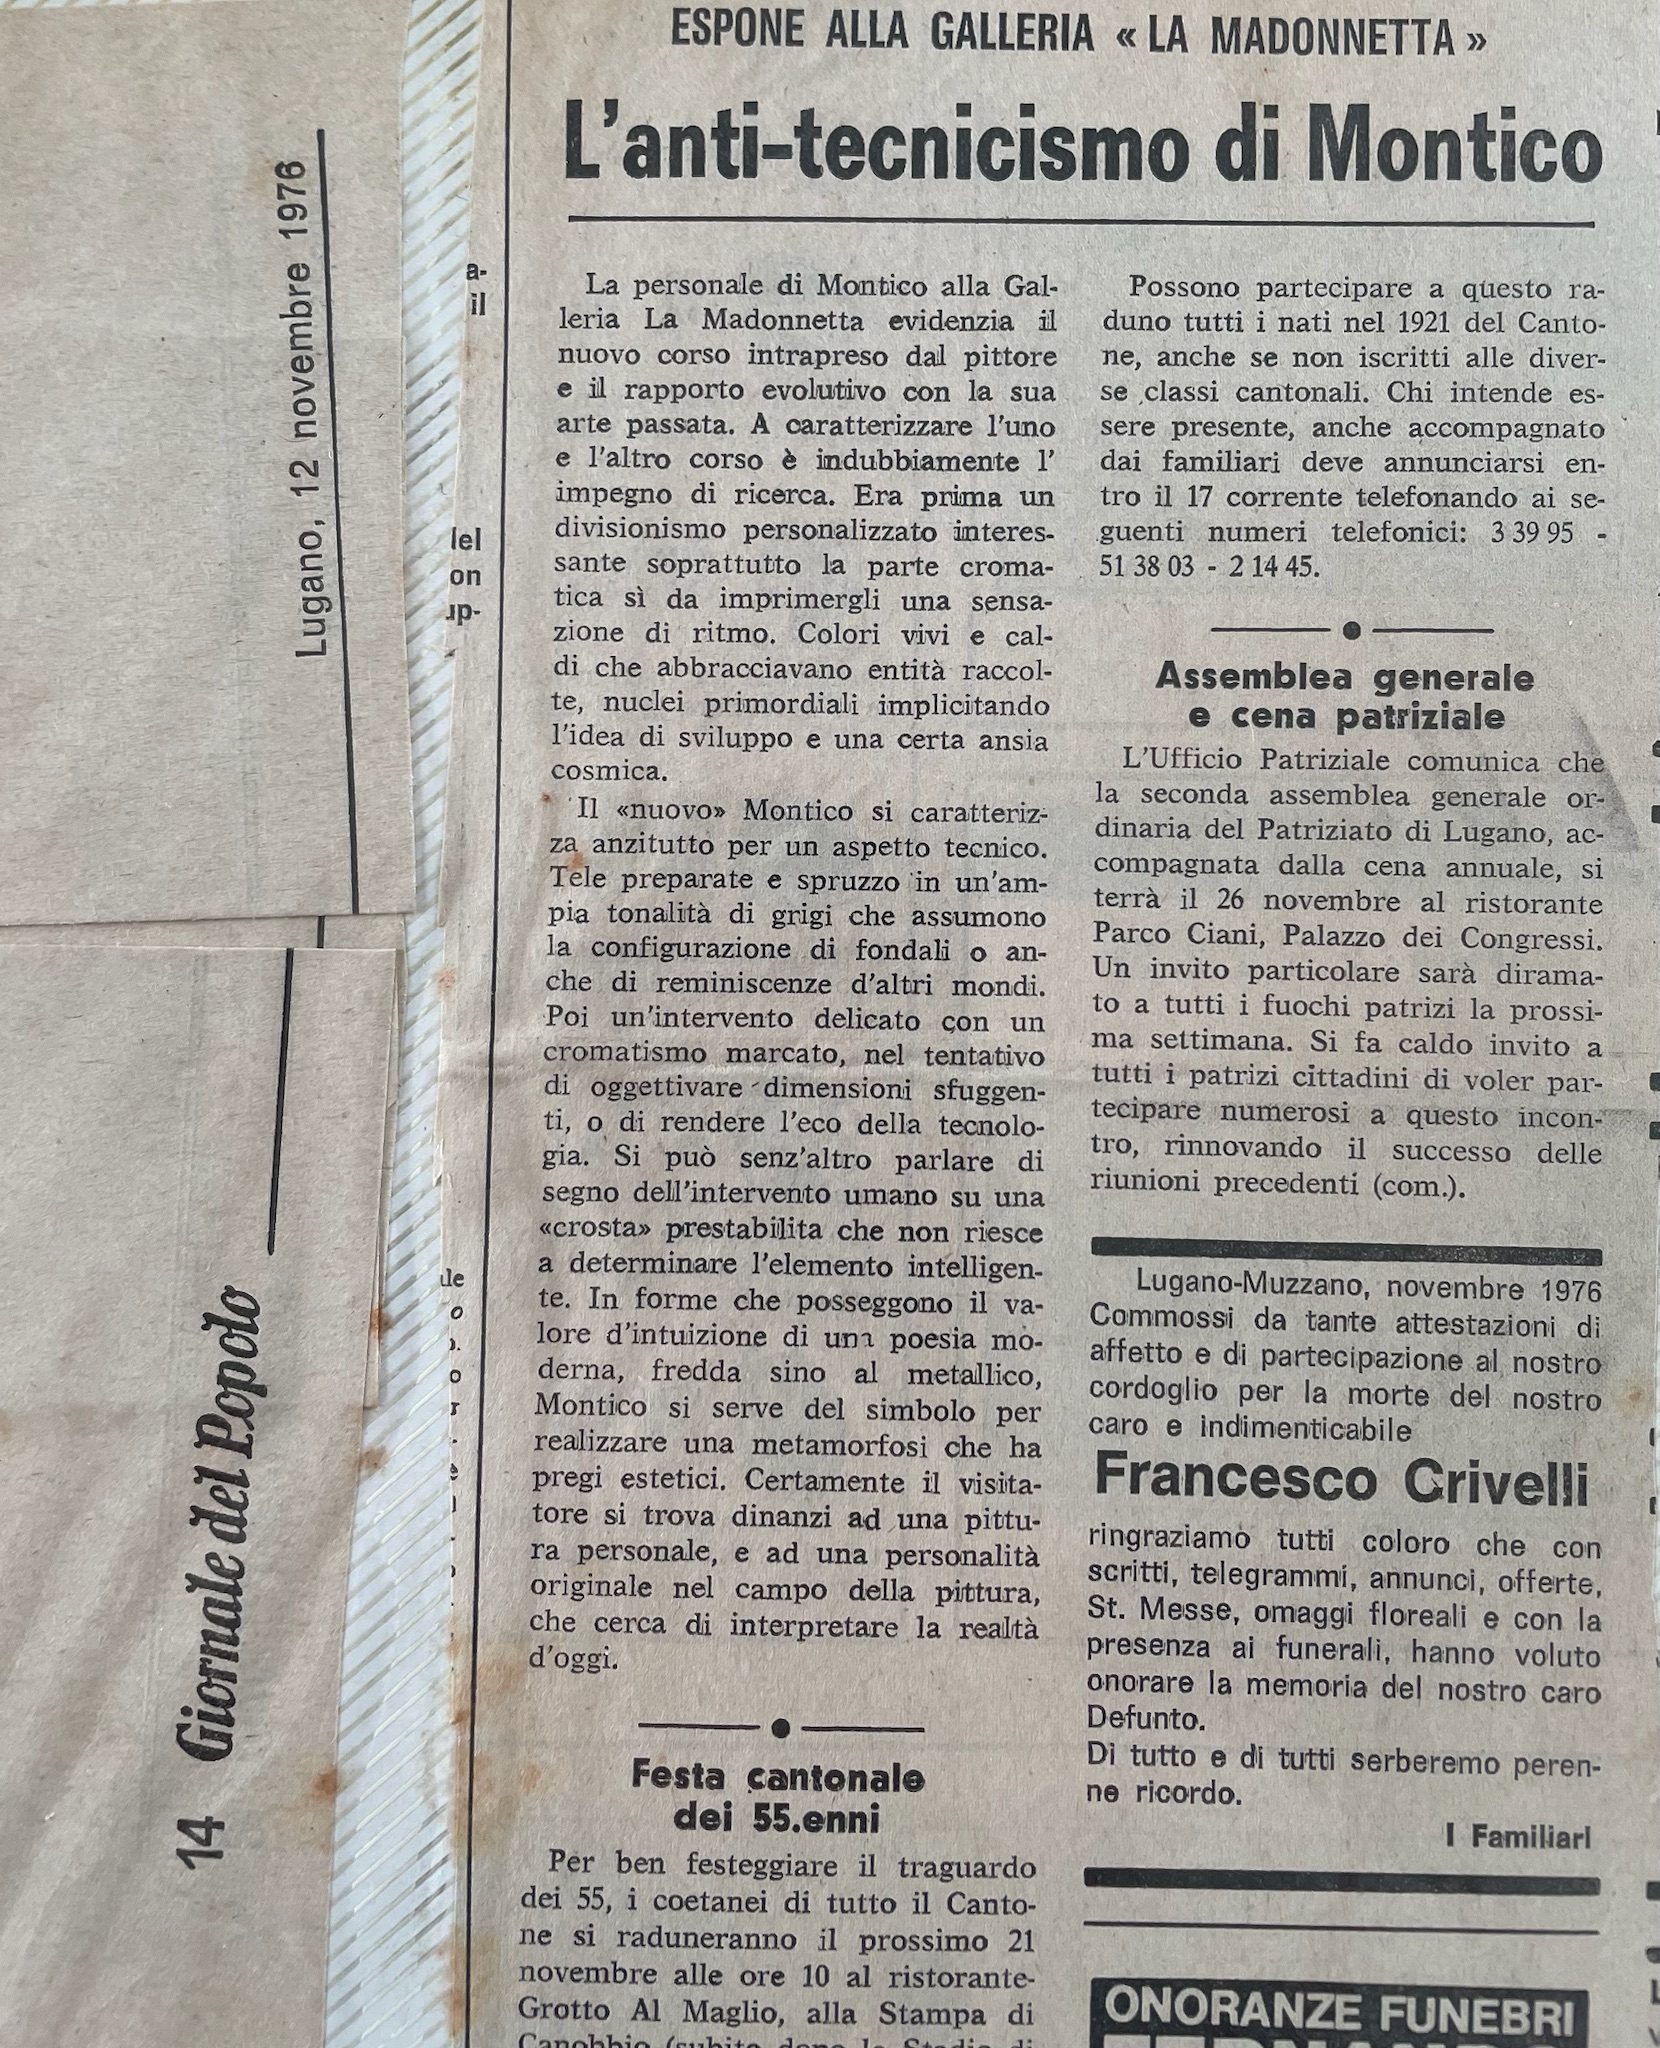 Lugano, 12 novembre 1976
14 Giornale del Popolo
a-
il
del
on
up-
ESPONE ALLA GALLERIA « LA MADONNETTA »
L'anti-tecnicismo di Montico
La personale di Montico alla Gal-
leria La Madonnetta evidenzia il
nuovo corso intrapreso dal pittore
e il rapporto evolutivo con la sua
arte passata. A caratterizzare l'uno
e l'altro corso è indubbiamente l'
impegno di ricerca. Era prima un
divisionismo personalizzato interes-
sante soprattutto la parte croma-
tica sì da imprimergli una sensa-
zione di ritmo. Colori vivi e cal-
di che abbracciavano entità raccol-
te, nuclei primordiali implicitando
l'idea di sviluppo e una certa ansia
cosmica.
Il «nuovo» Montico si caratteriz-
za anzitutto per un aspetto tecnico.
Tele preparate e spruzzo in un'am-
pia tonalità di grigi che assumono
la configurazione di fondali o an-
che di reminiscenze d'altri mondi.
Poi un'intervento delicato con un
cromatismo marcato, nel tentativo
di oggettivare dimensioni sfuggen-
ti, o di rendere l'eco della tecnolo-
gia. Si può senz'altro parlare di
segno dell'intervento umano su una
«crosta» prestabilita che non riesce
a determinare l'elemento intelligen-
te. In forme che posseggono il va-
lore d'intuizione di una poesia mo-
derna, fredda sino al metallico,
Montico si serve del simbolo per
realizzare una metamorfosi che ha
pregi estetici. Certamente il visita-
tore si trova dinanzi ad una pittu-
ra personale, e ad una personalità
originale nel campo della pittura,
che cerca di interpretare la realtà
d'oggi.
Festa cantonale
dei 55.enni
Per ben festeggiare il traguardo
dei 55, i coetanei di tutto il Canto-
ne si raduneranno il prossimo 21
novembre alle ore 10 al ristorante-
Grotto Al Maglio, alla Stampa di
Canobbio (subito dopo lo Stadio di
Possono partecipare a questo ra-
duno tutti i nati nel 1921 del Canto-
ne, anche se non iscritti alle diver-
se classi cantonali. Chi intende es-
sere presente, anche accompagnato
dai familiari deve annunciarsi en-
tro il 17 corrente telefonando ai se-
guenti numeri telefonici: 3 39 95 -
51 38 03 - 2 14 45.
Assemblea generale
e cena patriziale
L'Ufficio Patriziale comunica che
la seconda assemblea generale or-
dinaria del Patriziato di Lugano, ac-
compagnata dalla cena annuale, si
terrà il 26 novembre al ristorante
Parco Ciani, Palazzo dei Congressi.
Un invito particolare sarà dirama-
to a tutti i fuochi patrizi la prossi-
ma settimana. Si fa caldo invito a
tutti i patrizi cittadini di voler par-
tecipare numerosi a questo incon-
tro, rinnovando il successo delle
riunioni precedenti (com.).
Lugano-Muzzano, novembre 1976
Commossi da tante attestazioni di
affetto e di partecipazione al nostro
cordoglio per la morte del nostro
caro e indimenticabile
Francesco Crivelli
ringraziamo tutti coloro che con
scritti, telegrammi, annunci, offerte,
St. Messe, omaggi floreali e con la
presenza ai funerali, hanno voluto
onorare la memoria del nostro caro
Defunto.
Di tutto e di tutti serberemo peren-
ne ricordo.
I Familiari
ONORANZE FUNEBRI